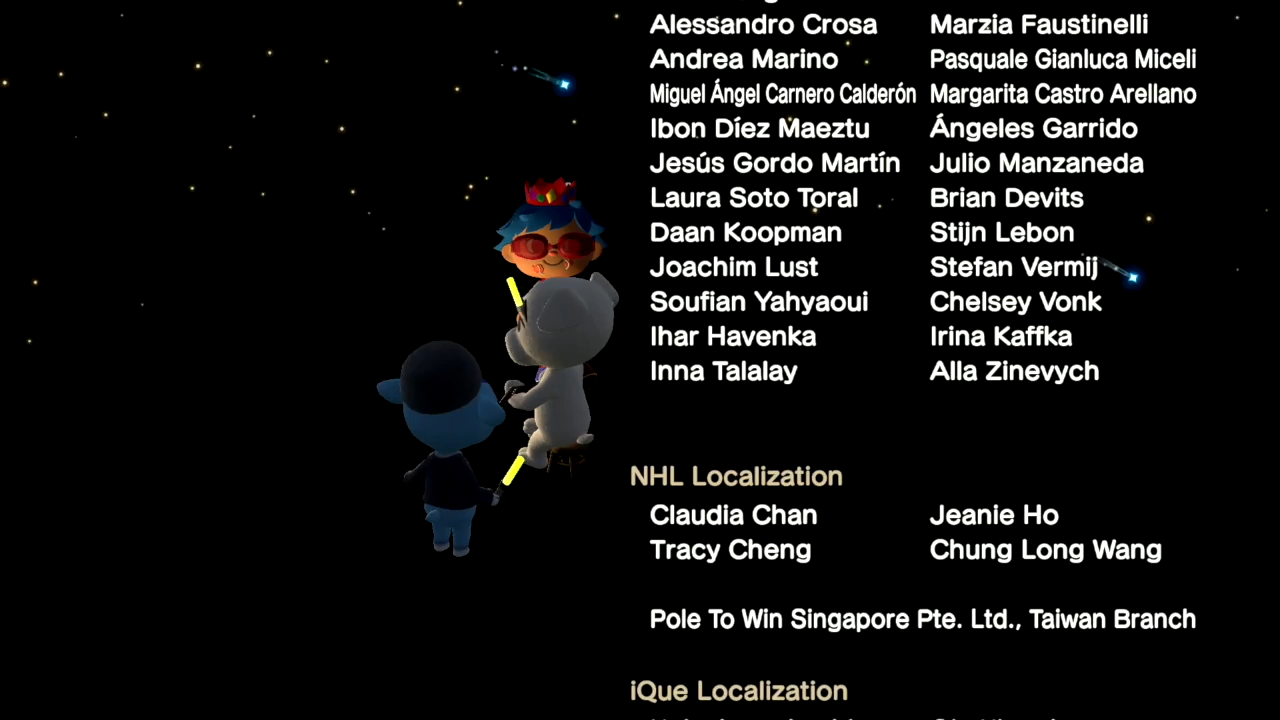 Alessandro Crosa Marzia Faustinelli
Andrea Marino Pasquale Gianluca Miceli
Miguel Ángel Carnero Calderón Margarita Castro Arellano
Ibon Díez Maeztu Ángeles Garrido
Jesús Gordo Martín Julio Manzaneda
Laura Soto Toral Brian Devits
Daan Koopman Stijn Lebon
Joachim Lust Stefan Vermij
Soufian Yahyaoui Chelsey Vonk
Ihar Havenka Irina Kaffka
Inna Talalay Alla Zinevych
NHL Localization
Claudia Chan Jeanie Ho
Tracy Cheng Chung Long Wang
Pole To Win Singapore Pte. Ltd., Taiwan Branch
iQue Localization